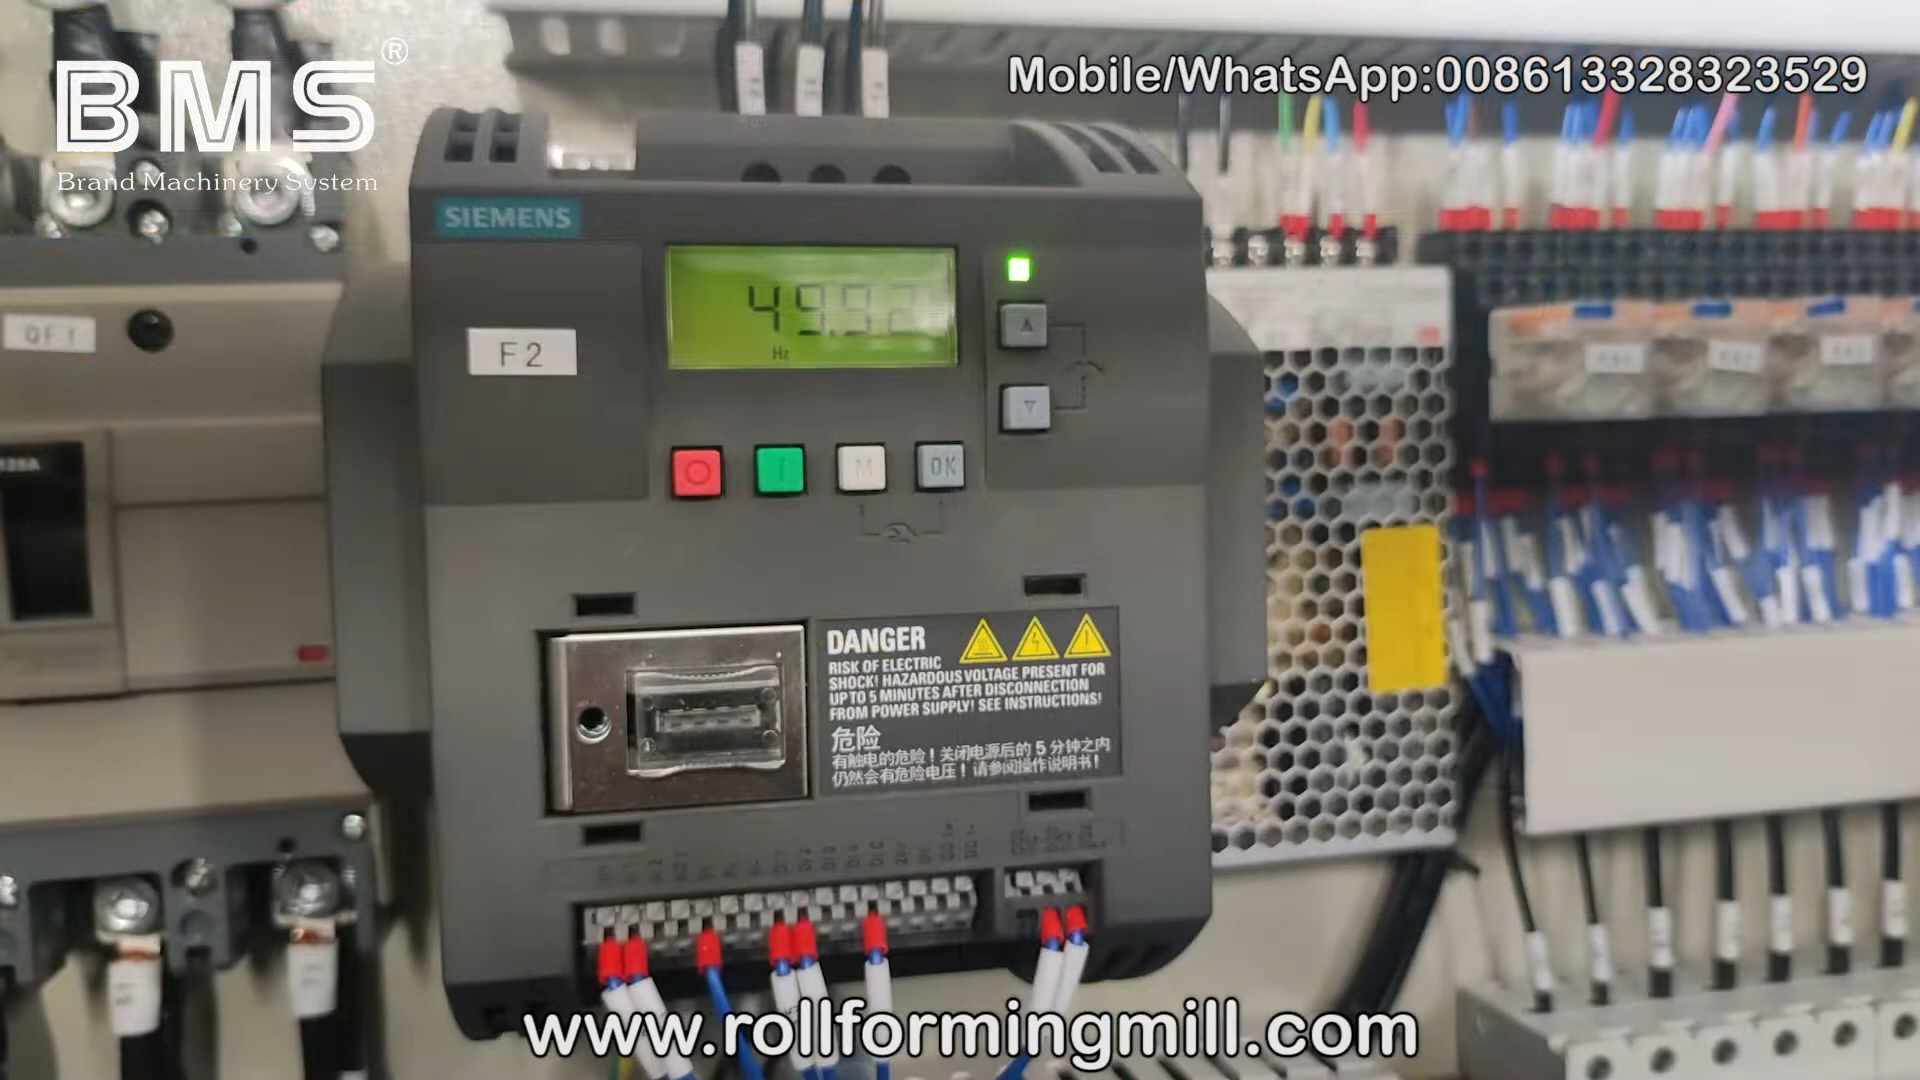 BMS®
Brand Machinery System
Mobile/WhatsApp:008613328323529
SIEMENS
QF1
F2
49.92
Hz
M
OK
DANGER
RISK OF ELECTRIC
SHOCK! HAZARDOUS VOLTAGE PRESENT FOR
UP TO 5 MINUTES AFTER DISCONNECTION
FROM POWER SUPPLY! SEE INSTRUCTIONS!
危险
有触电的危险！关闭电源后的 5 分钟之内
仍然会有危险电压！请参阅操作说明书！
www.rollformingmill.com